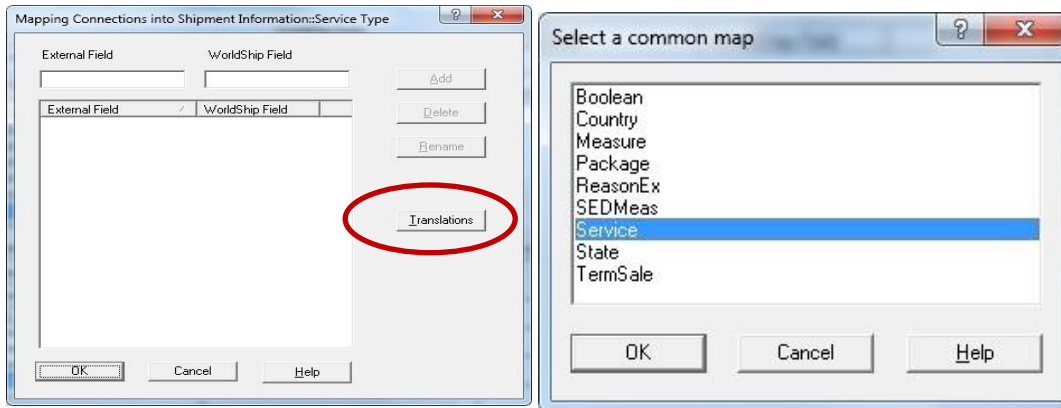 Mapping Connections into Shipment Information::Service Type
External Field WorldShip Field
Add
External Field WorldShip Field
Delete
Rename
Translations
OK Cancel Help
Select a common map
Boolean
Country
Measure
Package
ReasonEx
SEDMeas
Service
State
TermSale
OK Cancel Help